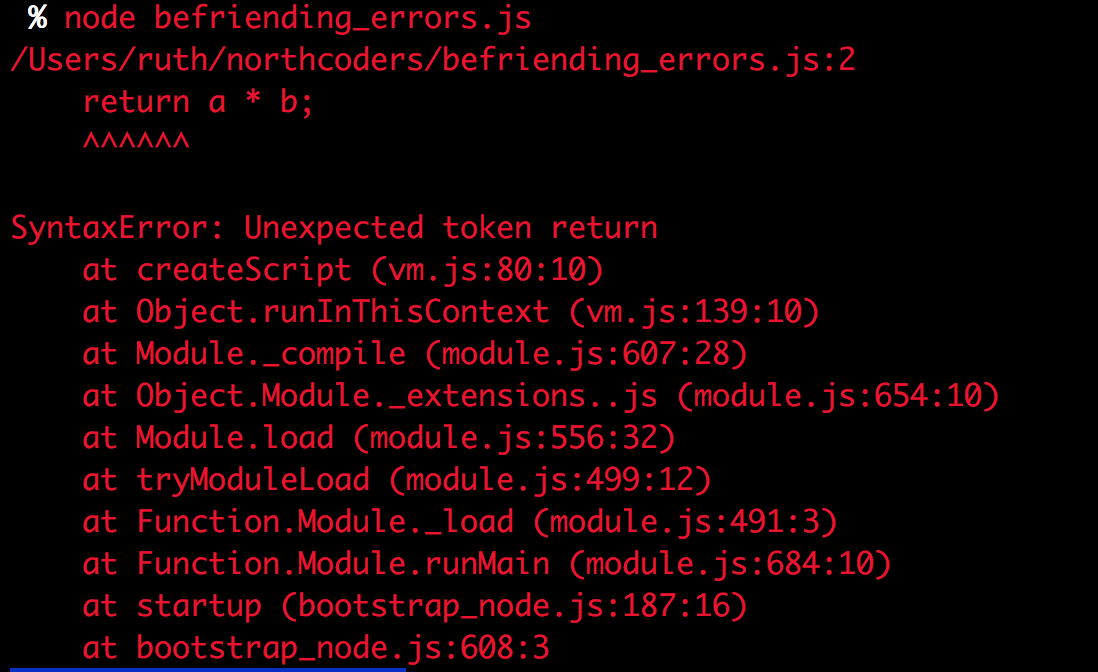 % node befriending_errors.js
/Users/ruth/northcoders/befriending_errors.js:2
    return a * b;
    ^^^^^^

SyntaxError: Unexpected token return
    at createScript (vm.js:80:10)
    at Object.runInThisContext (vm.js:139:10)
    at Module._compile (module.js:607:28)
    at Object.Module._extensions..js (module.js:654:10)
    at Module.load (module.js:556:32)
    at tryModuleLoad (module.js:499:12)
    at Function.Module._load (module.js:491:3)
    at Function.Module.runMain (module.js:684:10)
    at startup (bootstrap_node.js:187:16)
    at bootstrap_node.js:608:3